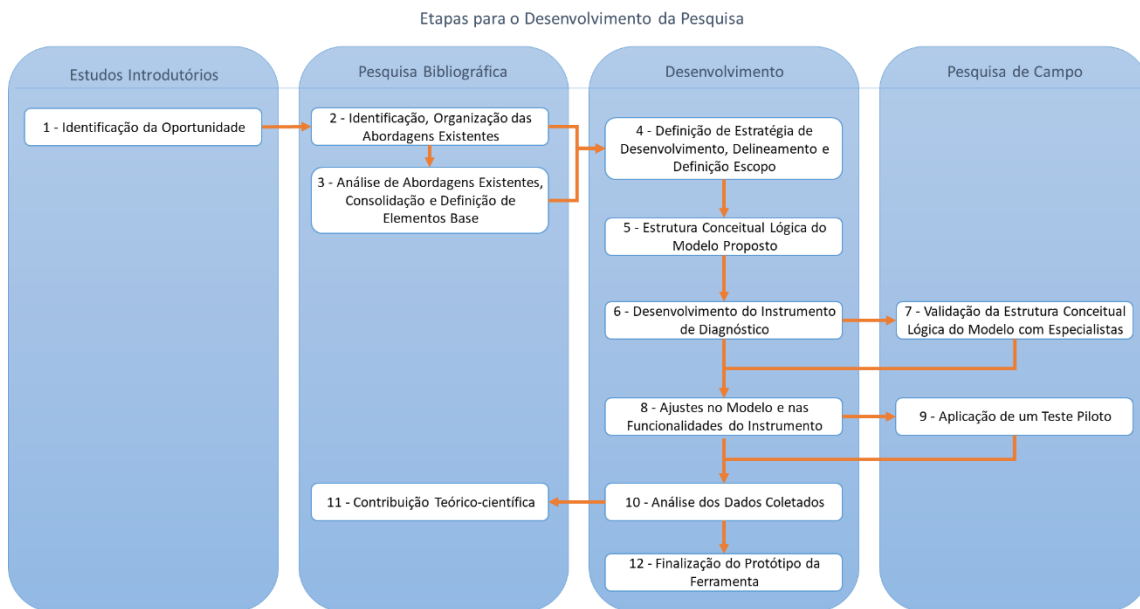 Etapas para o Desenvolvimento da Pesquisa
Estudos Introdutórios
Pesquisa Bibliográfica
Desenvolvimento
Pesquisa de Campo
1 - Identificação da Oportunidade
2 - Identificação, Organização das
Abordagens Existentes
3 - Análise de Abordagens Existentes,
Consolidação e Definição de
Elementos Base
4 - Definição de Estratégia de
Desenvolvimento, Delineamento e
Definição Escopo
5 - Estrutura Conceitual Lógica do
Modelo Proposto
6 - Desenvolvimento do Instrumento
de Diagnóstico
7 - Validação da Estrutura Conceitual
Lógica do Modelo com Especialistas
8 - Ajustes no Modelo e nas
Funcionalidades do Instrumento
9 - Aplicação de um Teste Piloto
10 - Análise dos Dados Coletados
11 - Contribuição Teórico-científica
12 - Finalização do Protótipo da
Ferramenta